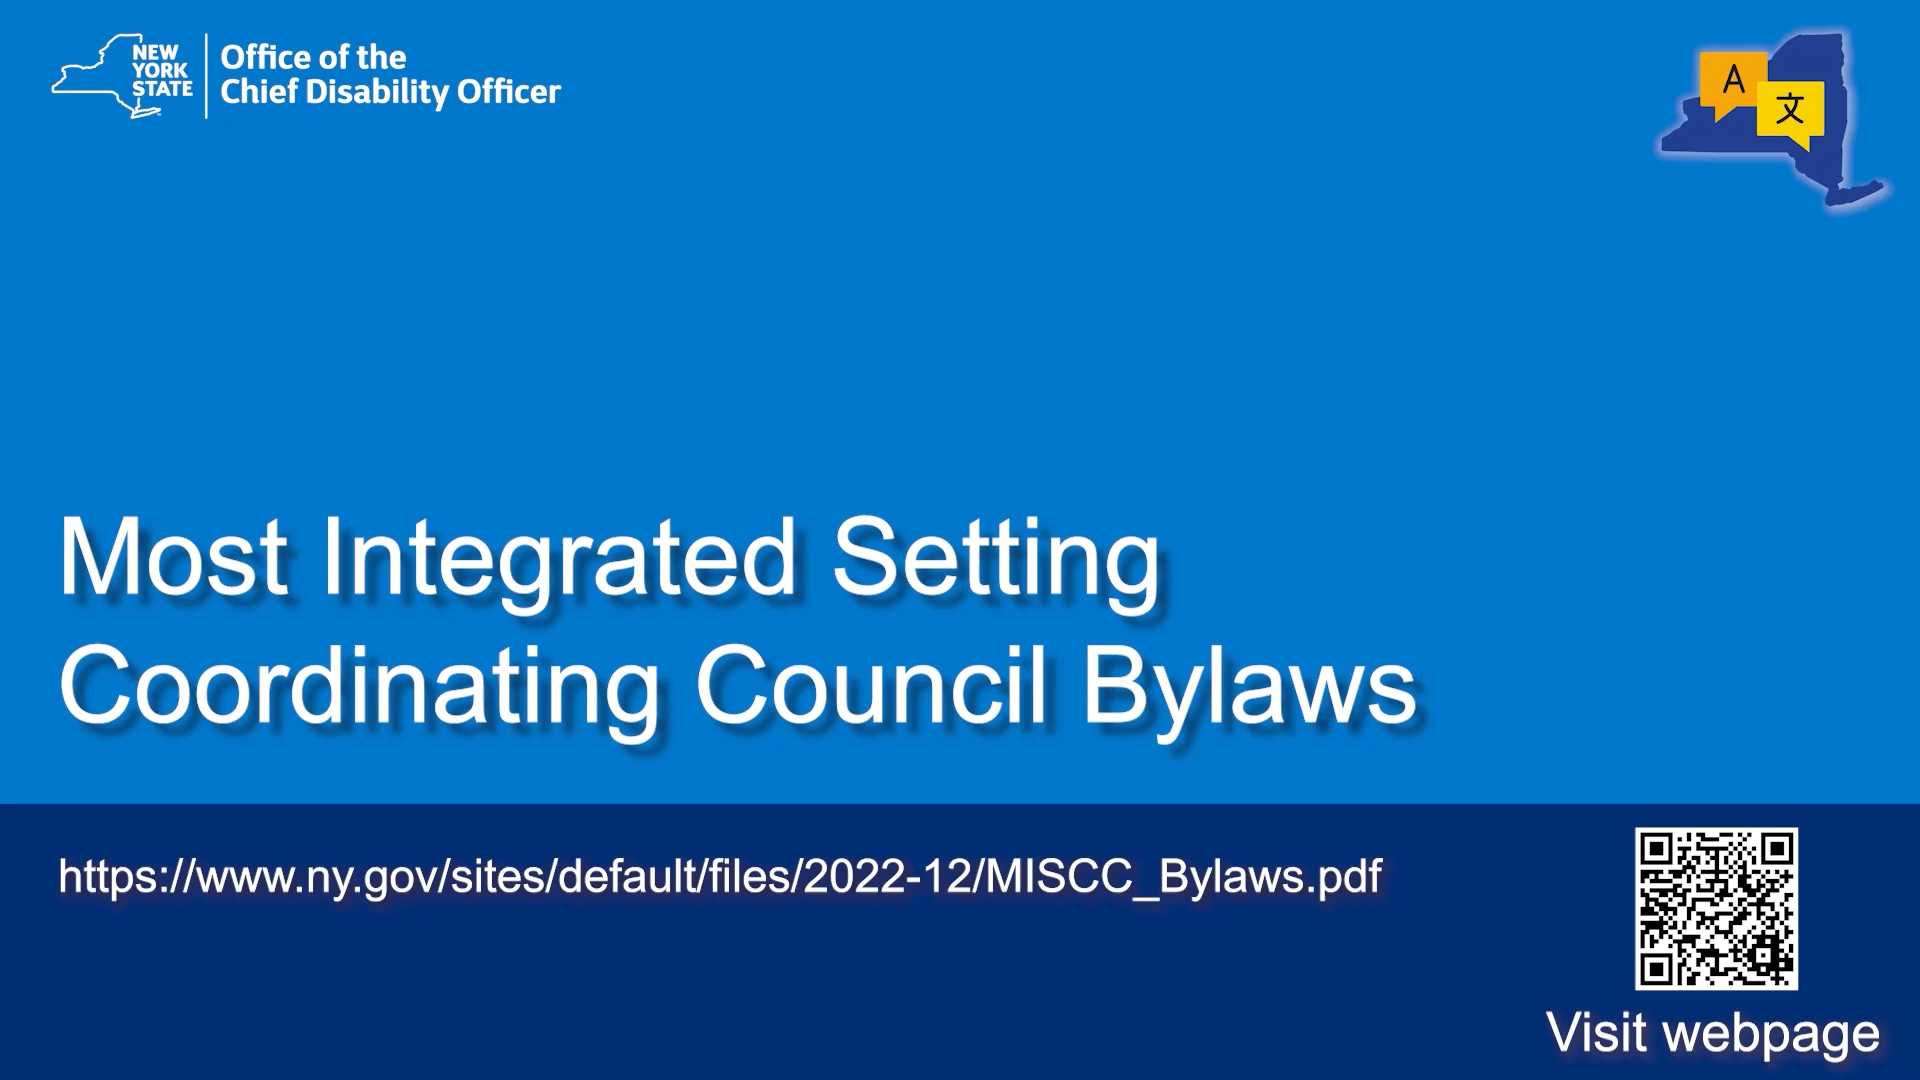 NEW
YORK
STATE
Office of the
Chief Disability Officer
A
文
Most Integrated Setting
Coordinating Council Bylaws
https://www.ny.gov/sites/default/files/2022-12/MISCC_Bylaws.pdf
Visit webpage